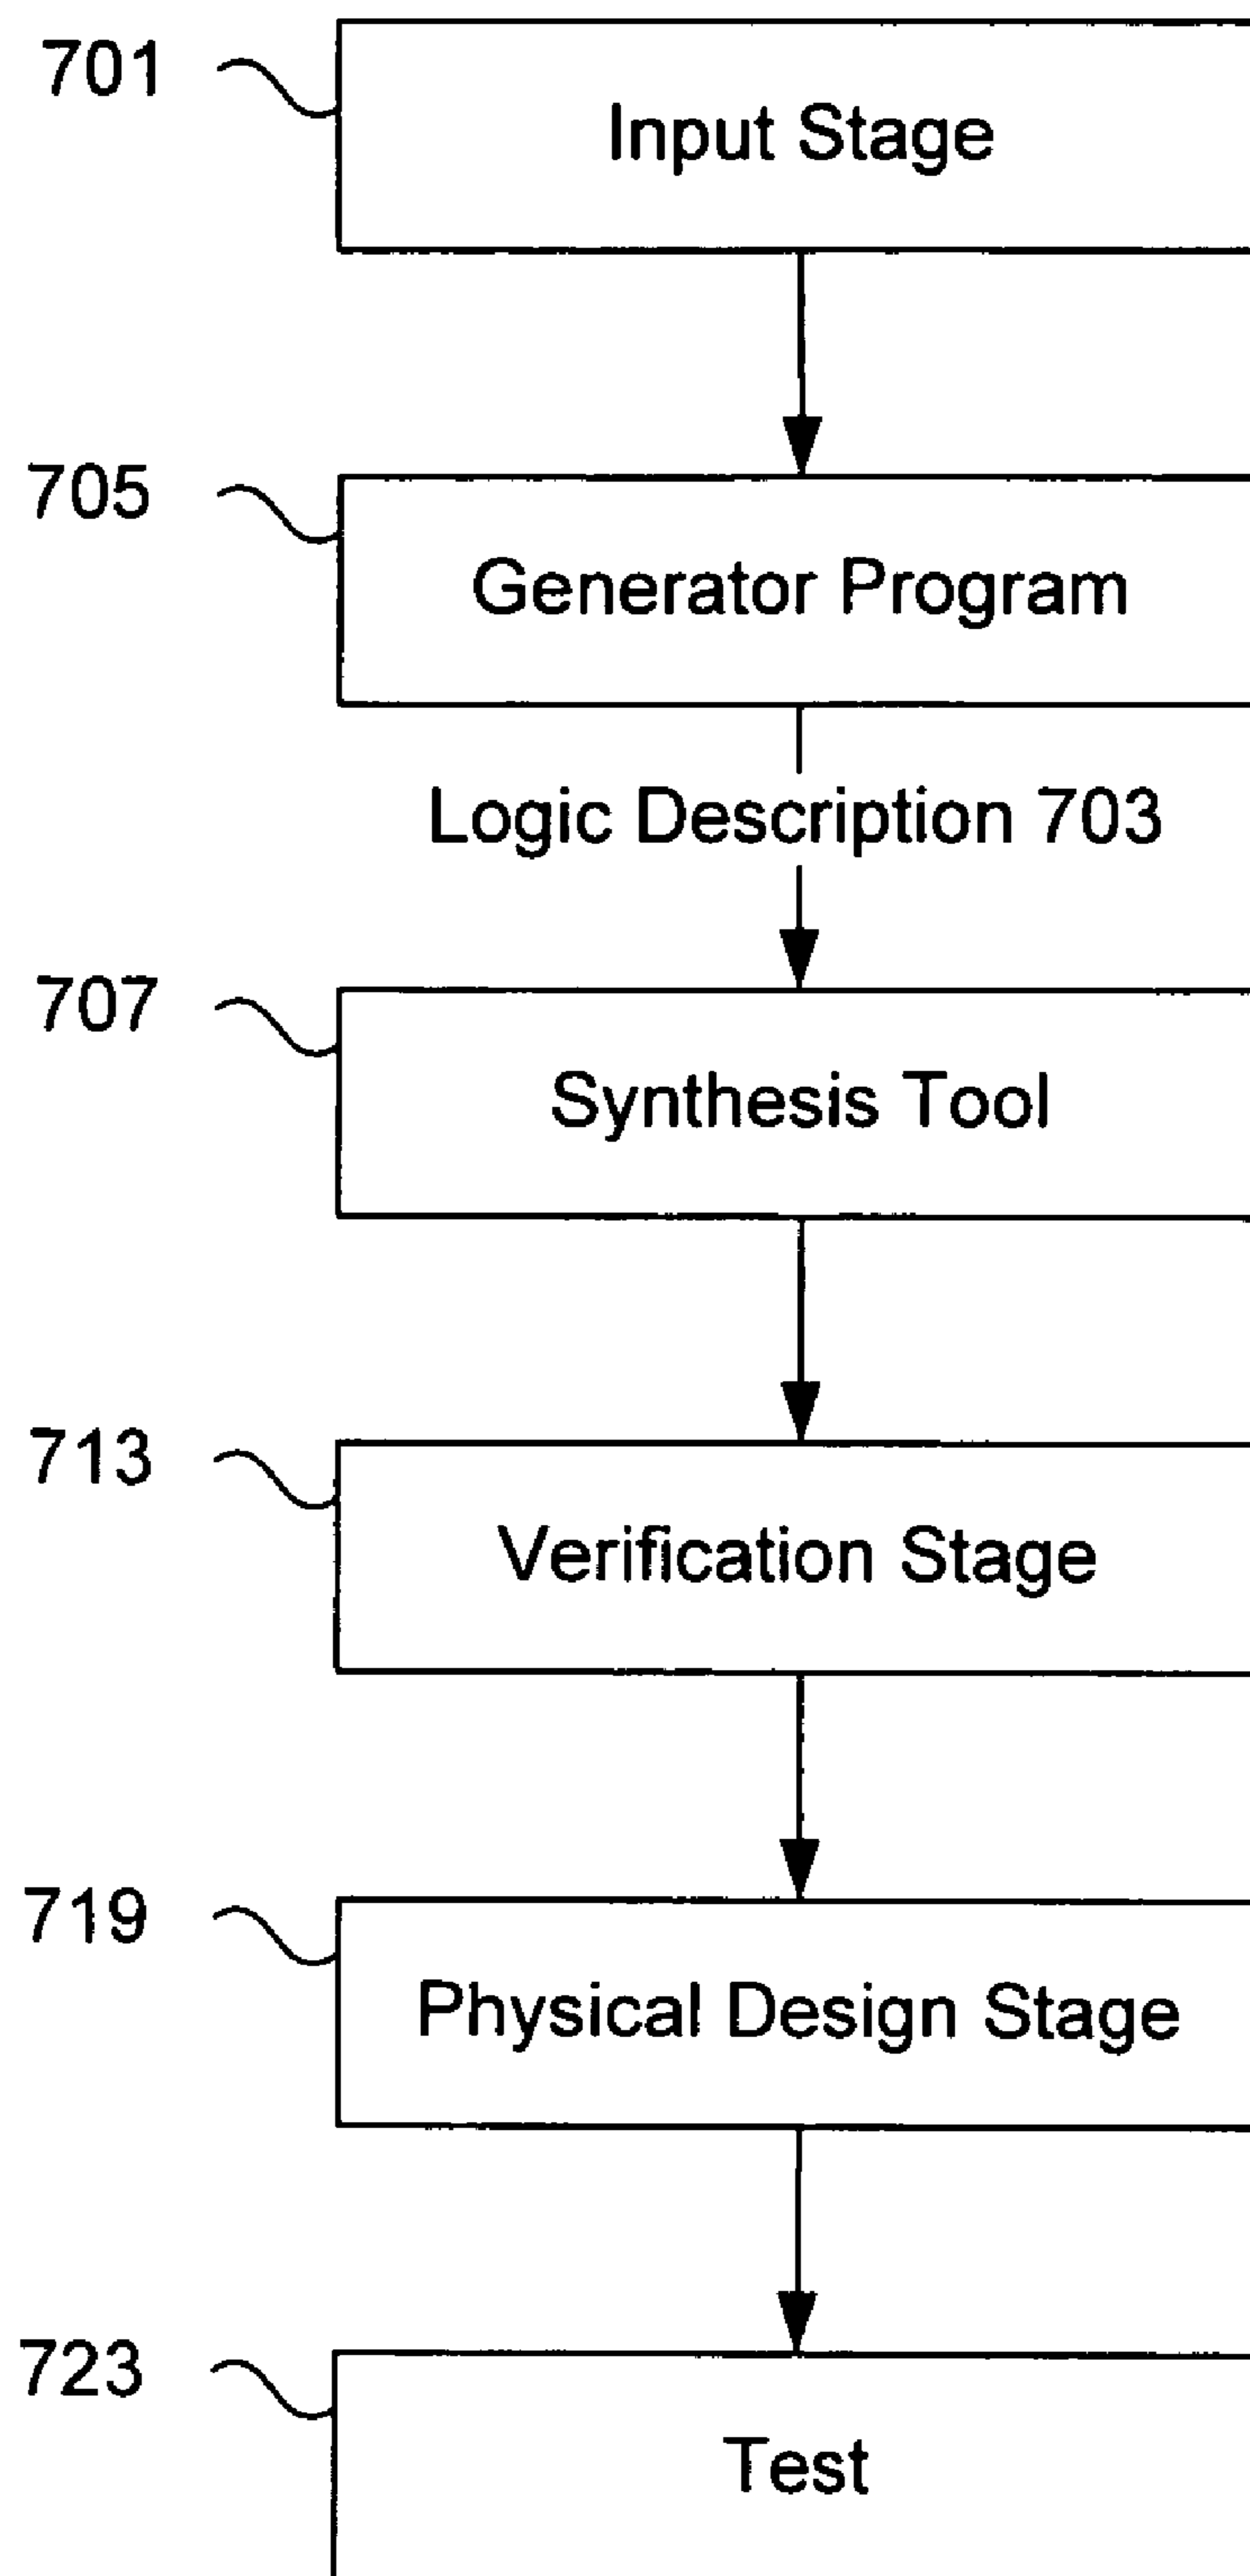 701
Input Stage
705
Generator Program
Logic Description 703
707
Synthesis Tool
713
Verification Stage
719
Physical Design Stage
723
Test